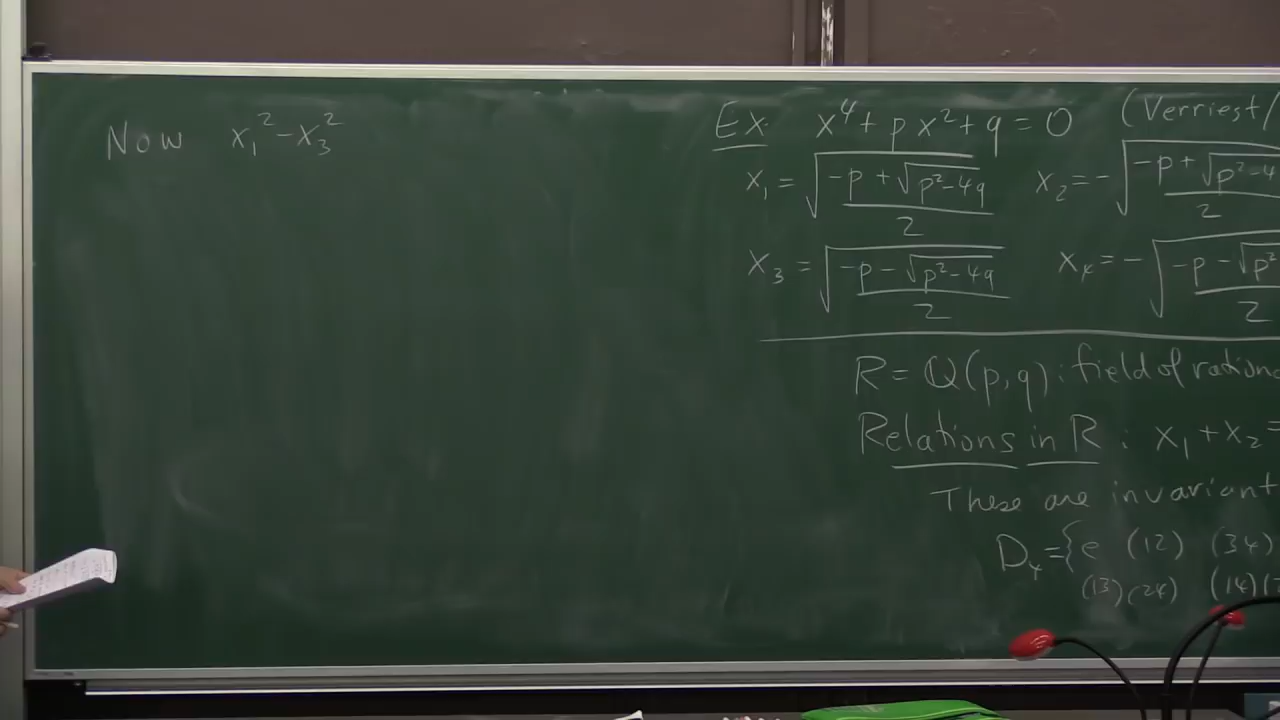 Now x₁²-x₃²
Ex. x⁴+px²+q=0 (Verriest/
x₁=√((-p+√(p²-4q))/2) x₂=-√((-p+√(p²-4
x₃=√((-p-√(p²-4q))/2) x₄=-√((-p-√(p²
R=Q(p,q): field of ration
Relations in R: x₁+x₂=
These are invariant
D₄={e (12) (34)
(13)(24) (14)(